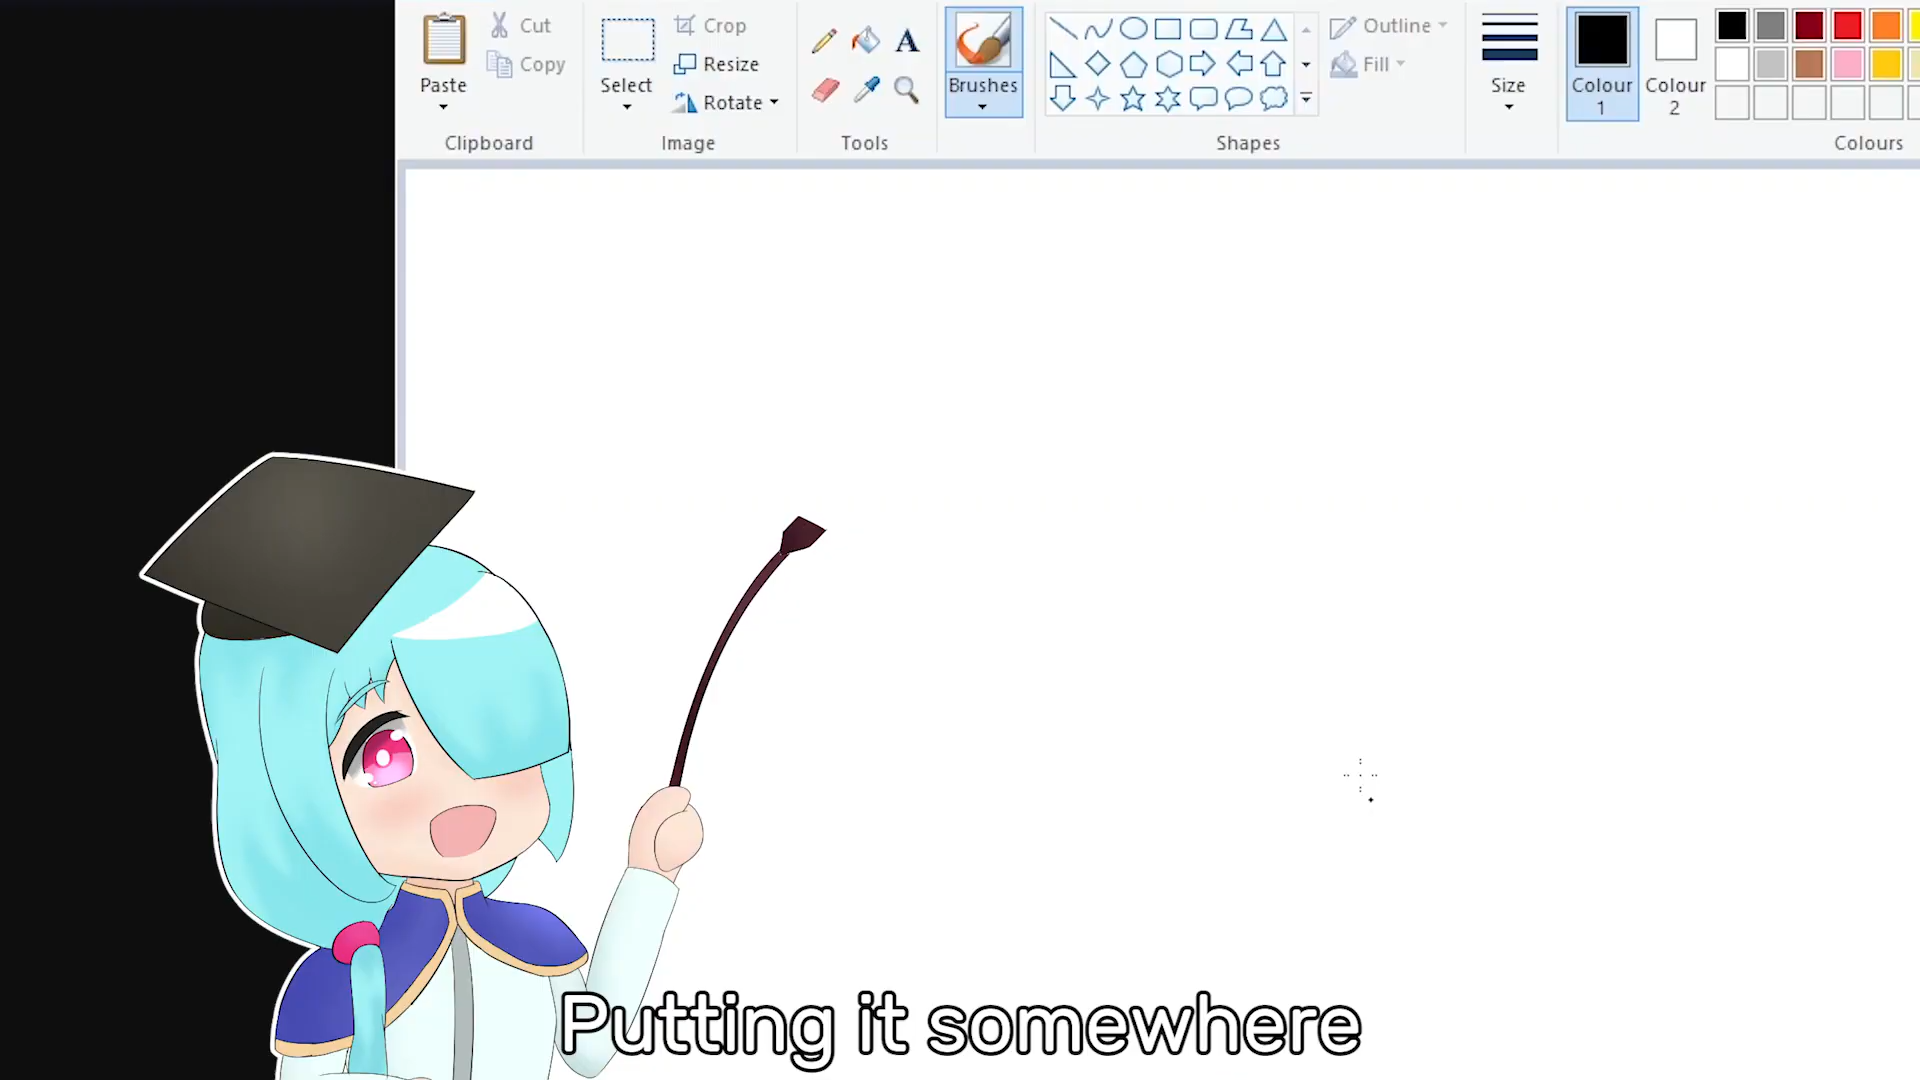 Cut
Copy
Paste
Clipboard
Select
Crop
Resize
Rotate
Image
A
Tools
Brushes
Shapes
Outline
Fill
Size
Colour
1
Colour
2
Colours
Putting it somewhere